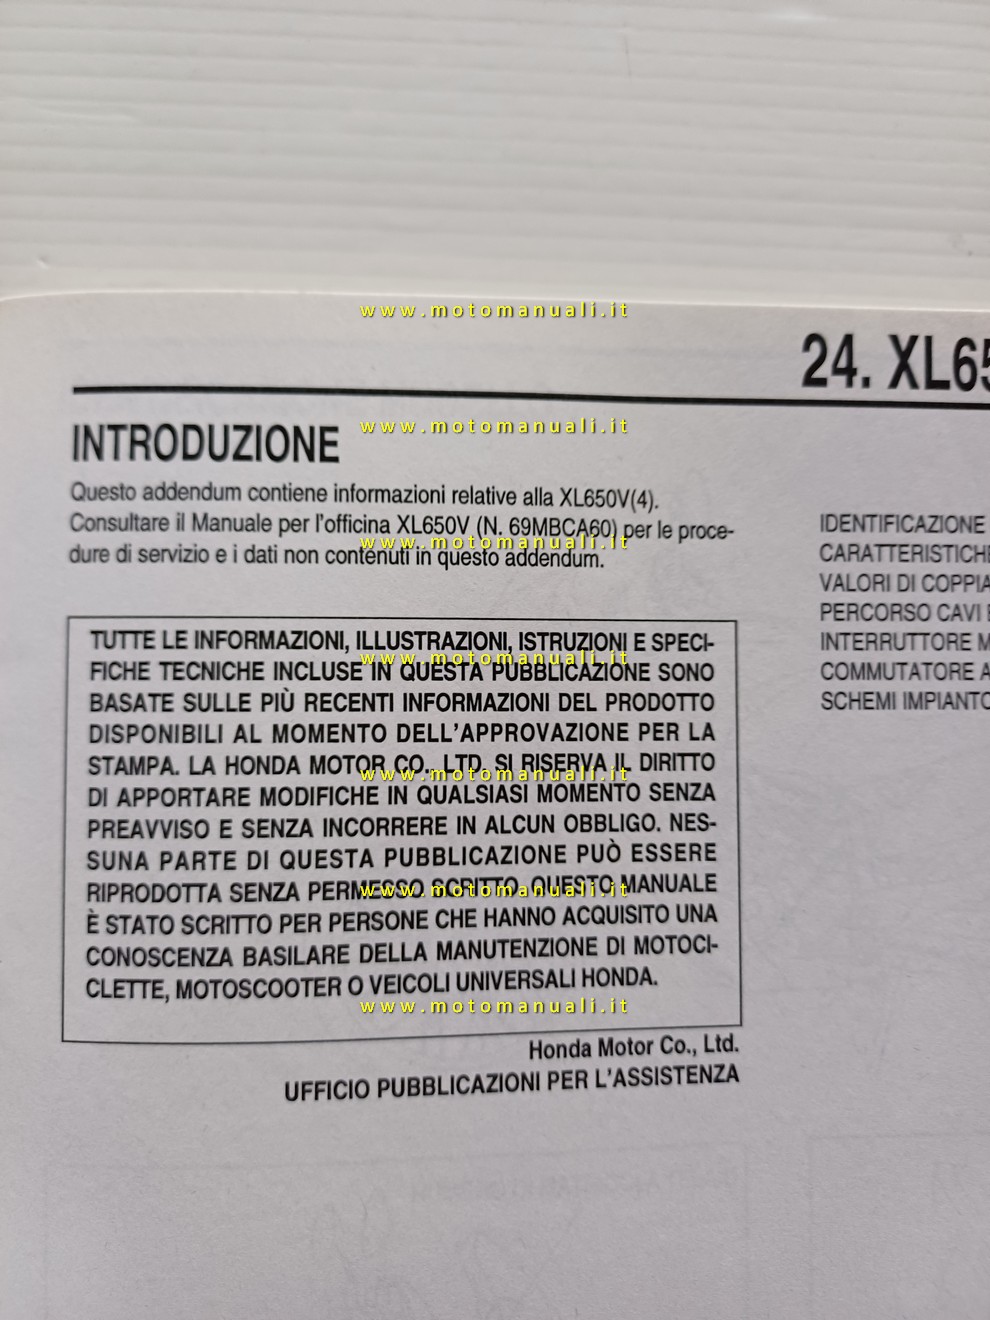 www.motomanuali.it
24. XL65
www.motomanuali.it
INTRODUZIONE
Questo addendum contiene informazioni relative alla XL650V(4).
Consultare il Manuale per l'officina XL650V (N. 69MBCA60) per le proce-
www.motomanuali.it
dure di servizio e i dati non contenuti in questo addendum.
TUTTE LE INFORMAZIONI, ILLUSTRAZIONI, ISTRUZIONI E SPECI-
www.motomanuali.it
FICHE TECNICHE INCLUSE IN QUESTA PUBBLICAZIONE SONO
BASATE SULLE PIÙ RECENTI INFORMAZIONI DEL PRODOTTO
DISPONIBILI AL MOMENTO DELL'APPROVAZIONE PER LA
STAMPA. LA HONDA MOTOR CO., LTD. SI RISERVA IL DIRITTO
www.motomanuali.it
DI APPORTARE MODIFICHE IN QUALSIASI MOMENTO SENZA
PREAVVISO E SENZA INCORRERE IN ALCUN OBBLIGO. NES-
SUNA PARTE DI QUESTA PUBBLICAZIONE PUÒ ESSERE
RIPRODOTTA SENZA PERMESSO SCRITTO. QUESTO MANUALE
www.motomanuali.it
È STATO SCRITTO PER PERSONE CHE HANNO ACQUISITO UNA
CONOSCENZA BASILARE DELLA MANUTENZIONE DI MOTOCI-
CLETTE, MOTOSCOOTER O VEICOLI UNIVERSALI HONDA.
www.motomanuali.it
Honda Motor Co., Ltd.
UFFICIO PUBBLICAZIONI PER L'ASSISTENZA
IDENTIFICAZIONE
CARATTERISTICHE
VALORI DI COPPIA
PERCORSO CAVI E
INTERRUTTORE M
COMMUTATORE A
SCHEMI IMPIANTO